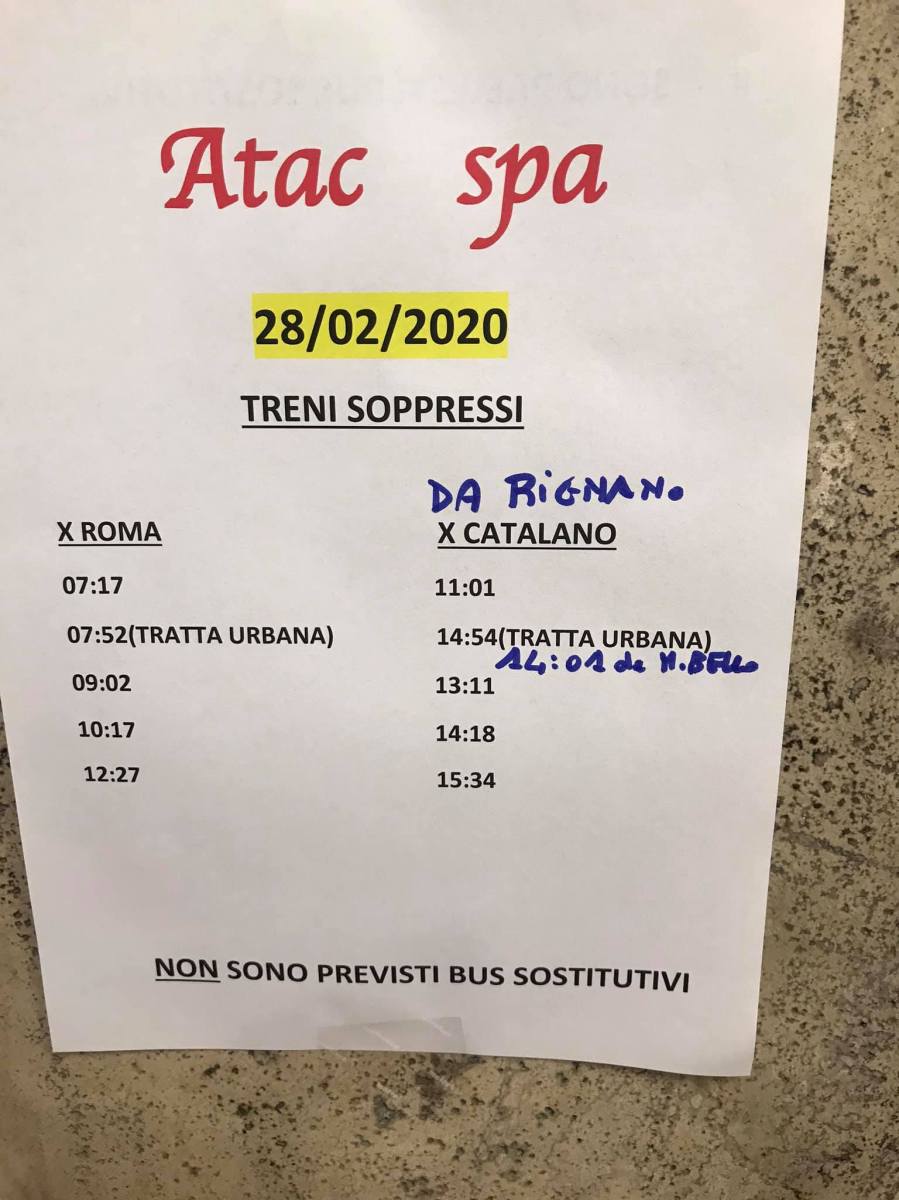 Atac spa
28/02/2020
TRENI SOPPRESSI
DA RIGNANO
X ROMA X CATALANO
07:17 11:01
07:52(TRATTA URBANA) 14:54(TRATTA URBANA)
14:01 da M.BELLO
09:02 13:11
10:17 14:18
12:27 15:34
NON SONO PREVISTI BUS SOSTITUTIVI